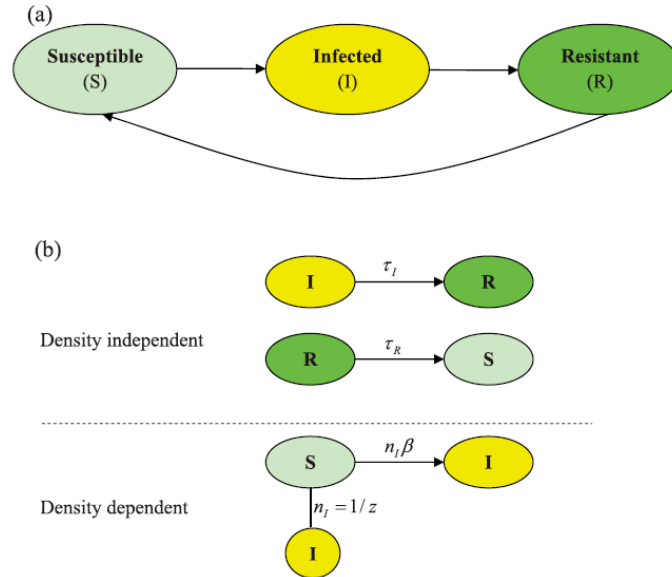 (a)
Susceptible
(S)
Infected
(I)
Resistant
(R)
(b)
Density independent
I
τ_I
R
R
τ_R
S
Density dependent
S
n_I β
I
n_I = 1/z
I